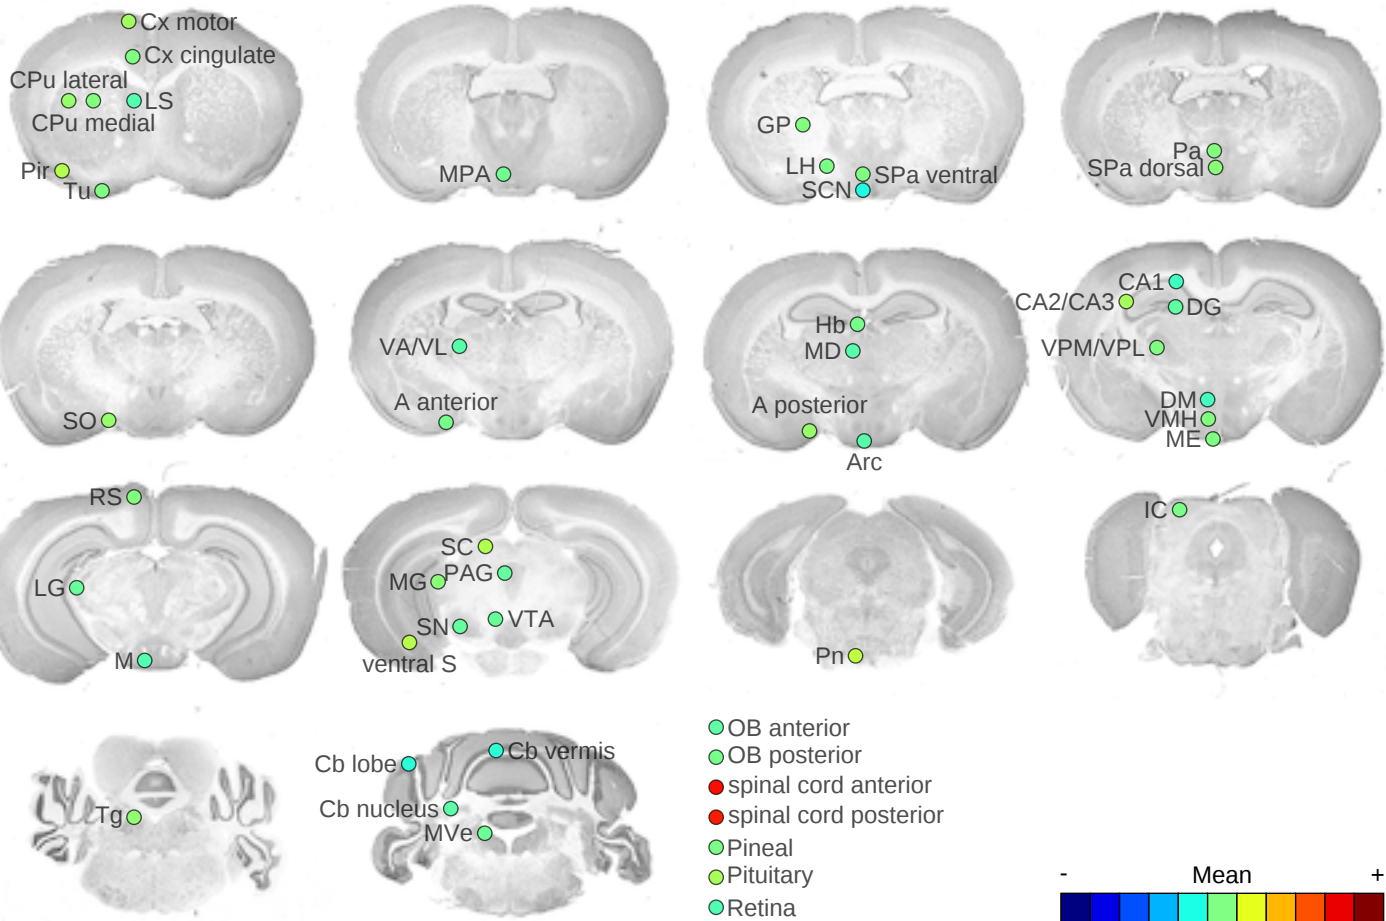 Cx motor
Cx cingulate
CPu lateral
LS
CPu medial
Pir
Tu
MPA
GP
LH
SPa ventral
SCN
Pa
SPa dorsal
SO
VA/VL
A anterior
Hb
MD
A posterior
Arc
CA1
CA2/CA3
DG
VPM/VPL
DM
VMH
ME
RS
LG
M
SC
MG
PAG
SN
VTA
ventral S
Pn
IC
Tg
Cb lobe
Cb vermis
Cb nucleus
MVe
OB anterior
OB posterior
spinal cord anterior
spinal cord posterior
Pineal
Pituitary
Retina
- Mean +